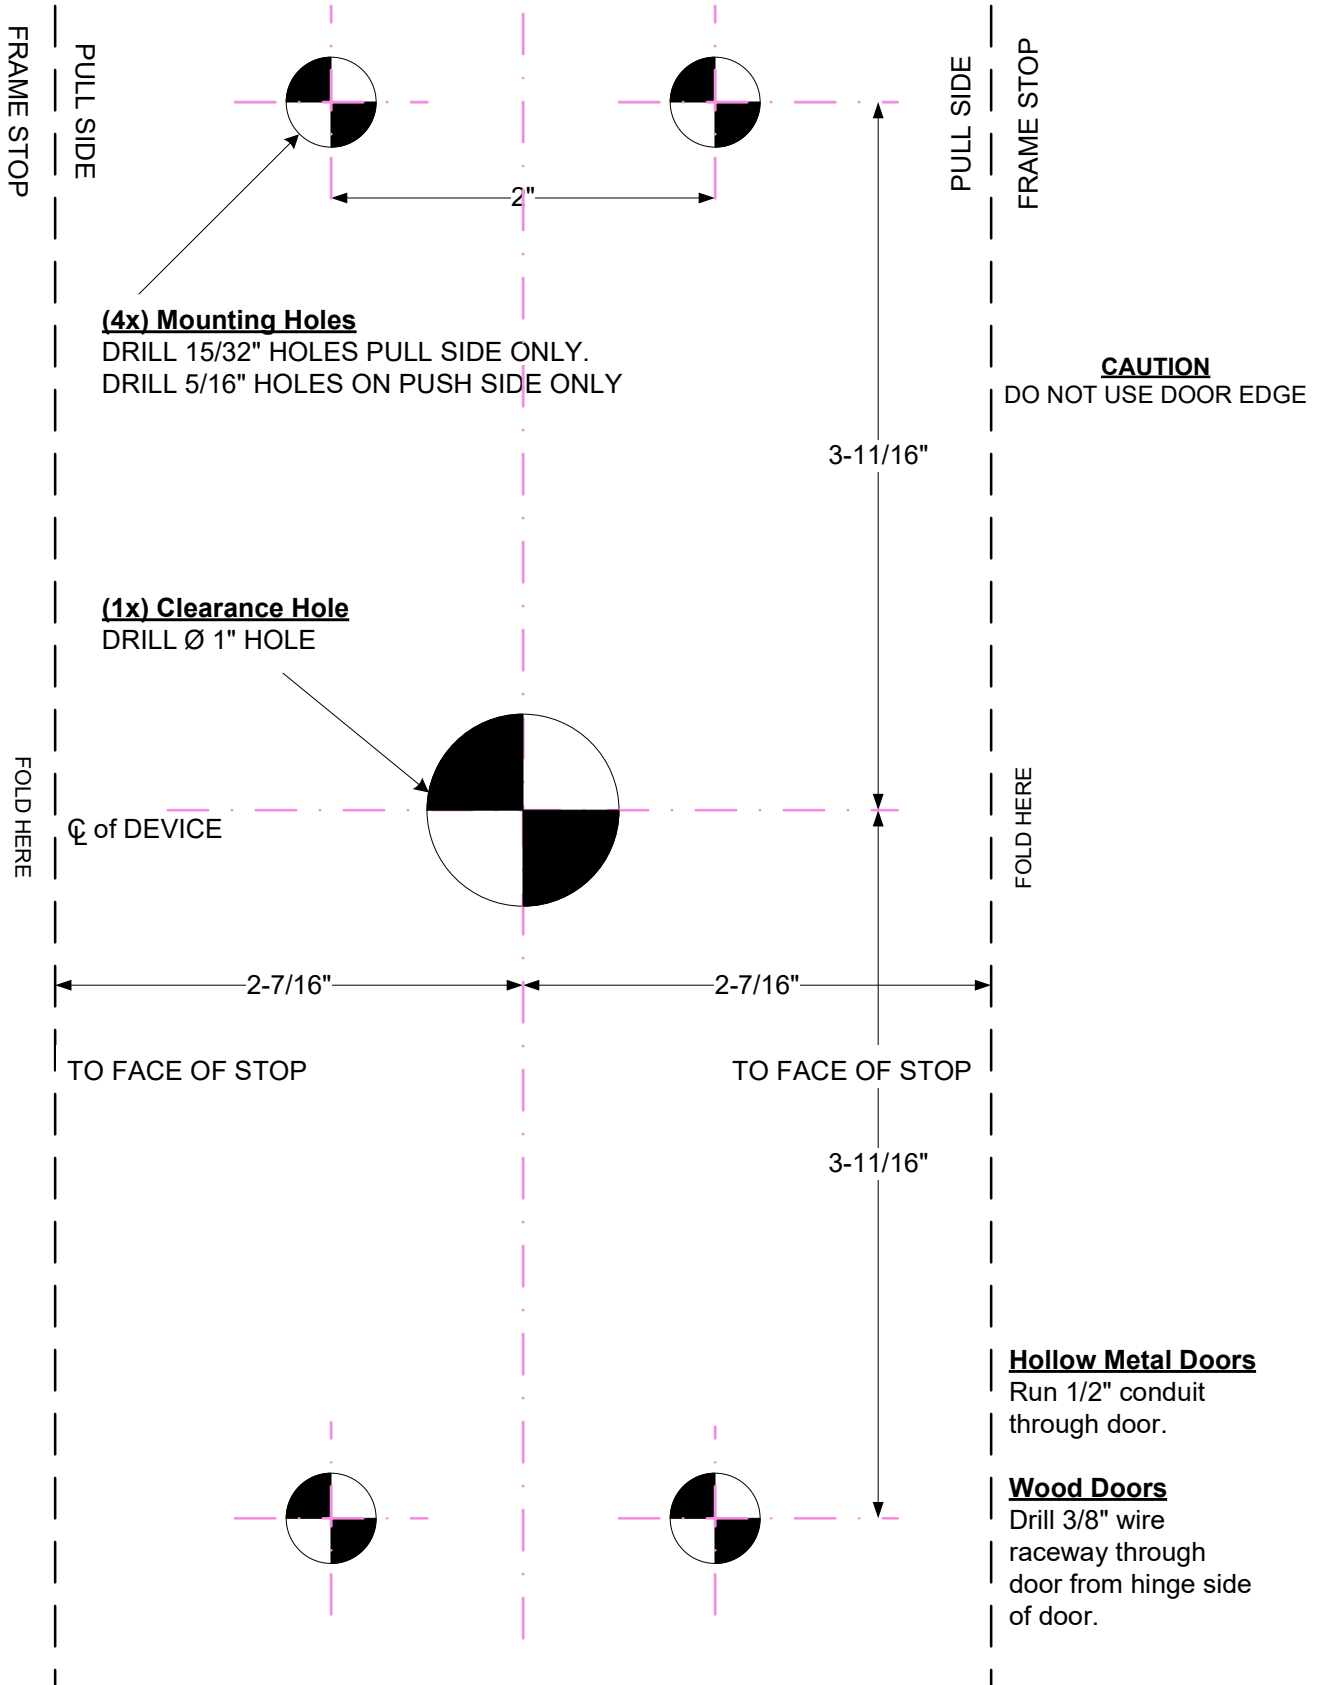 FRAME STOP
PULL SIDE
PULL SIDE
FRAME STOP
2"
(4x) Mounting Holes
DRILL 15/32" HOLES PULL SIDE ONLY.
DRILL 5/16" HOLES ON PUSH SIDE ONLY
CAUTION
DO NOT USE DOOR EDGE
3-11/16"
(1x) Clearance Hole
DRILL Ø 1" HOLE
FOLD HERE
℄ of DEVICE
FOLD HERE
2-7/16"
2-7/16"
TO FACE OF STOP
TO FACE OF STOP
3-11/16"
Hollow Metal Doors
Run 1/2" conduit
through door.
Wood Doors
Drill 3/8" wire
raceway through
door from hinge side
of door.